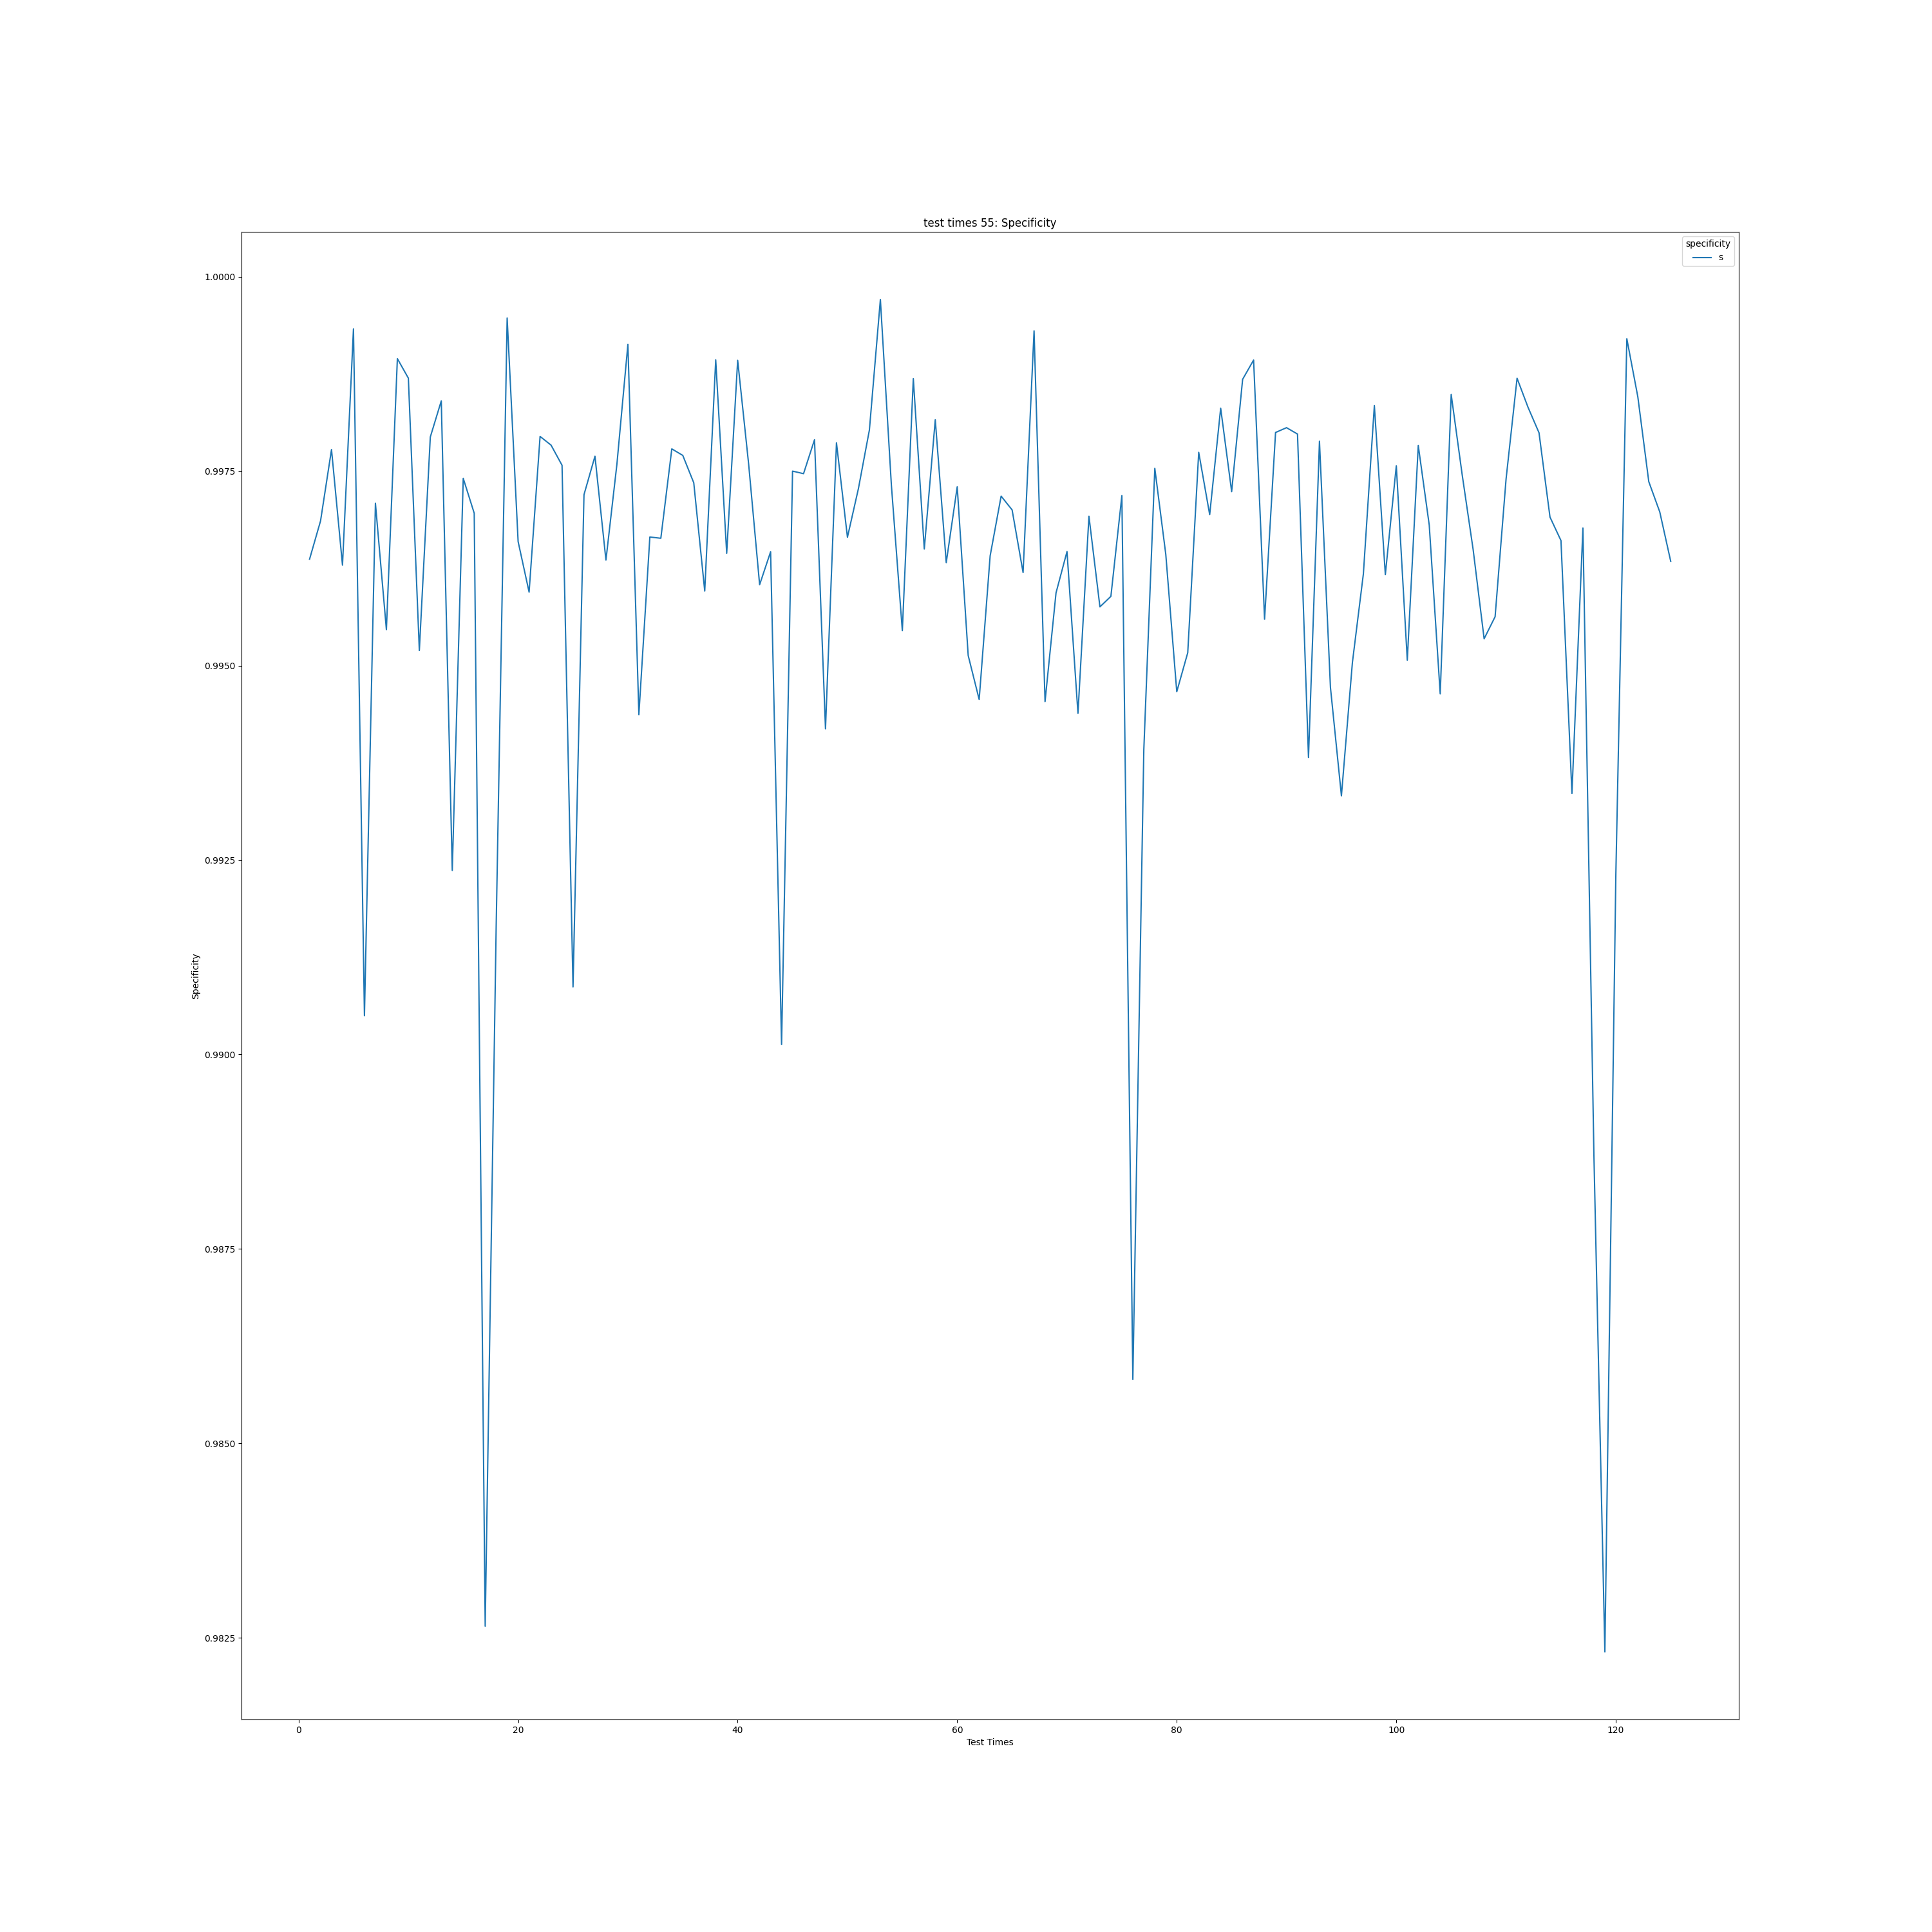 test times 55: Specificity
specificity
s
1.0000
0.9975
0.9950
0.9925
0.9900
0.9875
0.9850
0.9825
Specificity
0 20 40 60 80 100 120
Test Times